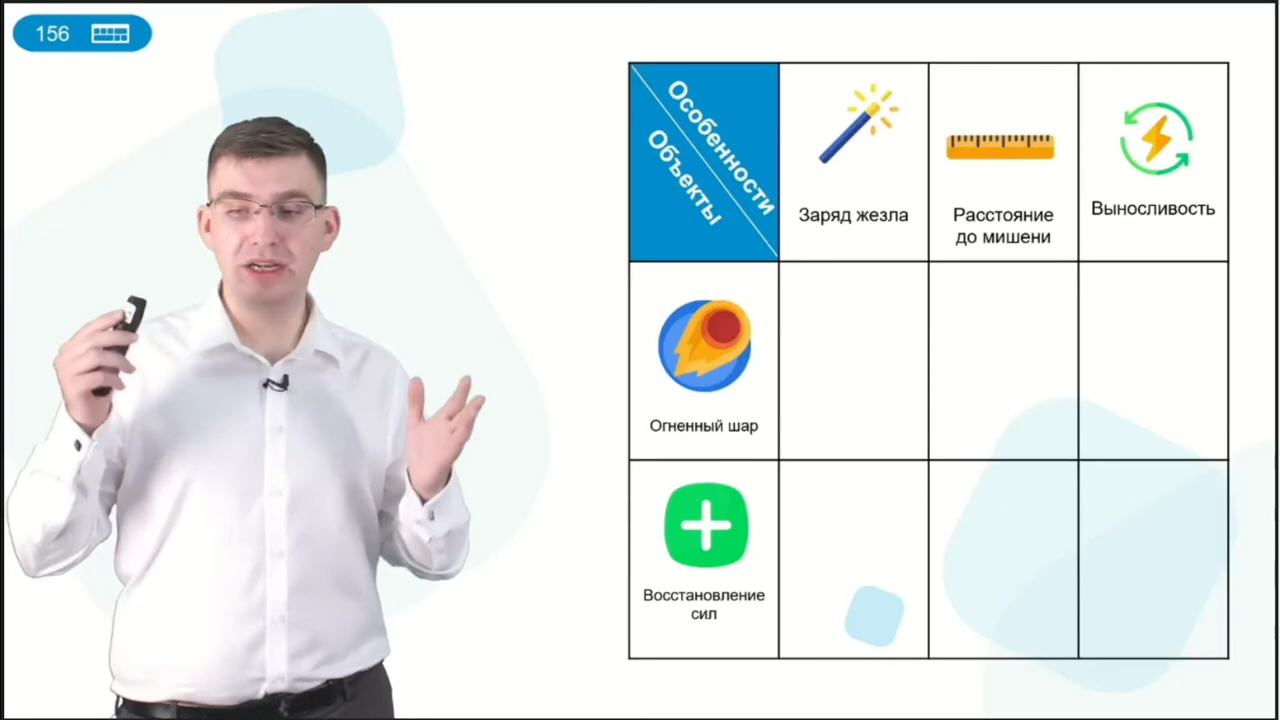 156
Особенности
Объекты
Заряд жезла
Расстояние
до мишени
Выносливость
Огненный шар
Восстановление
сил